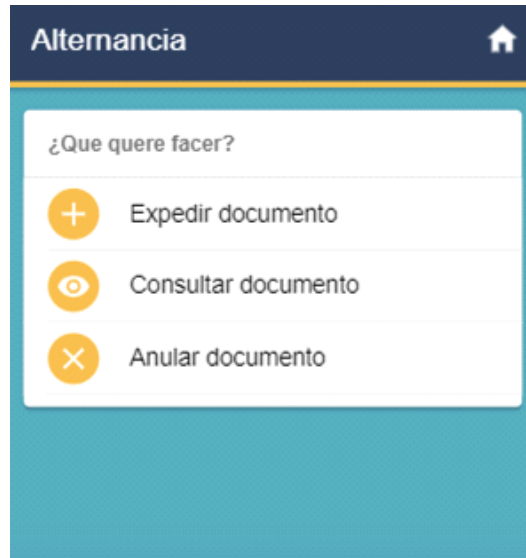 Alternancia
¿Que quere facer?
Expedir documento
Consultar documento
Anular documento